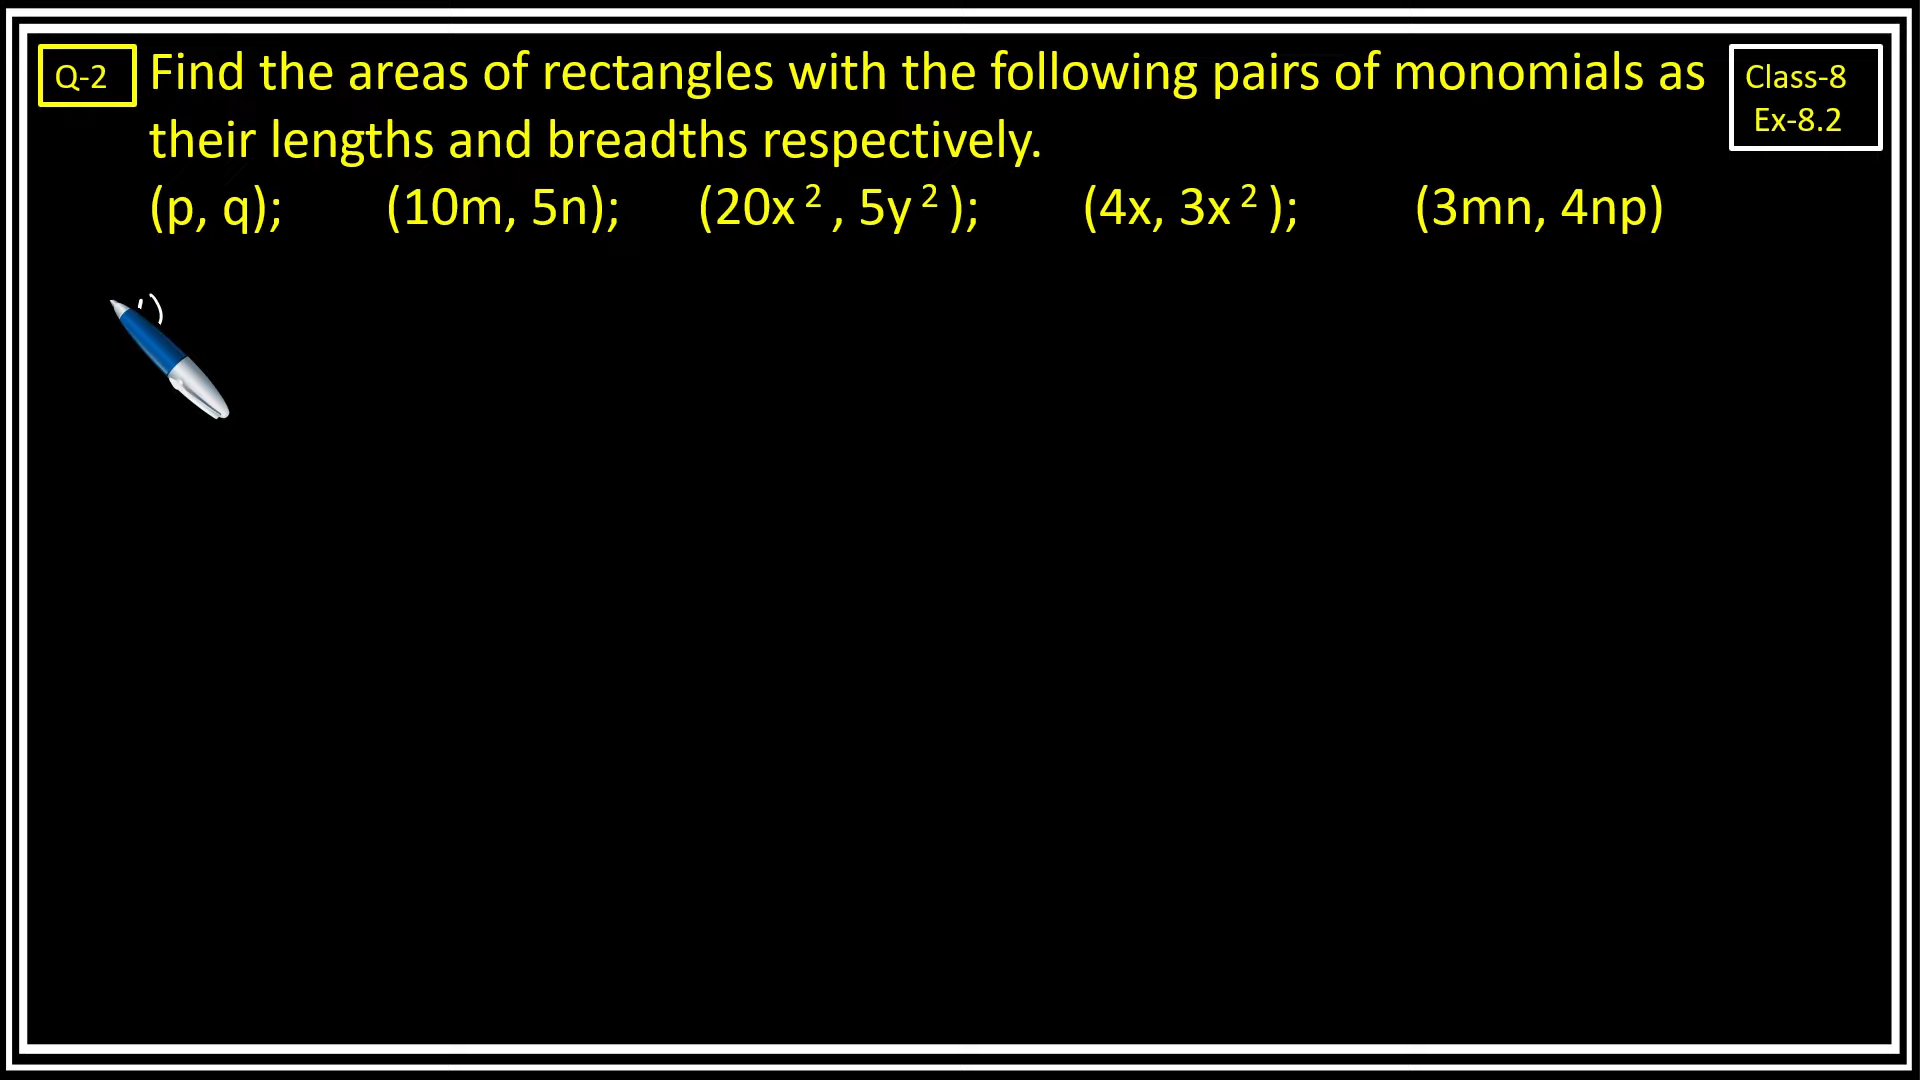 Q-2
Find the areas of rectangles with the following pairs of monomials as
their lengths and breadths respectively.
(p, q); (10m, 5n); (20x², 5y²); (4x, 3x²); (3mn, 4np)
Class-8
Ex-8.2